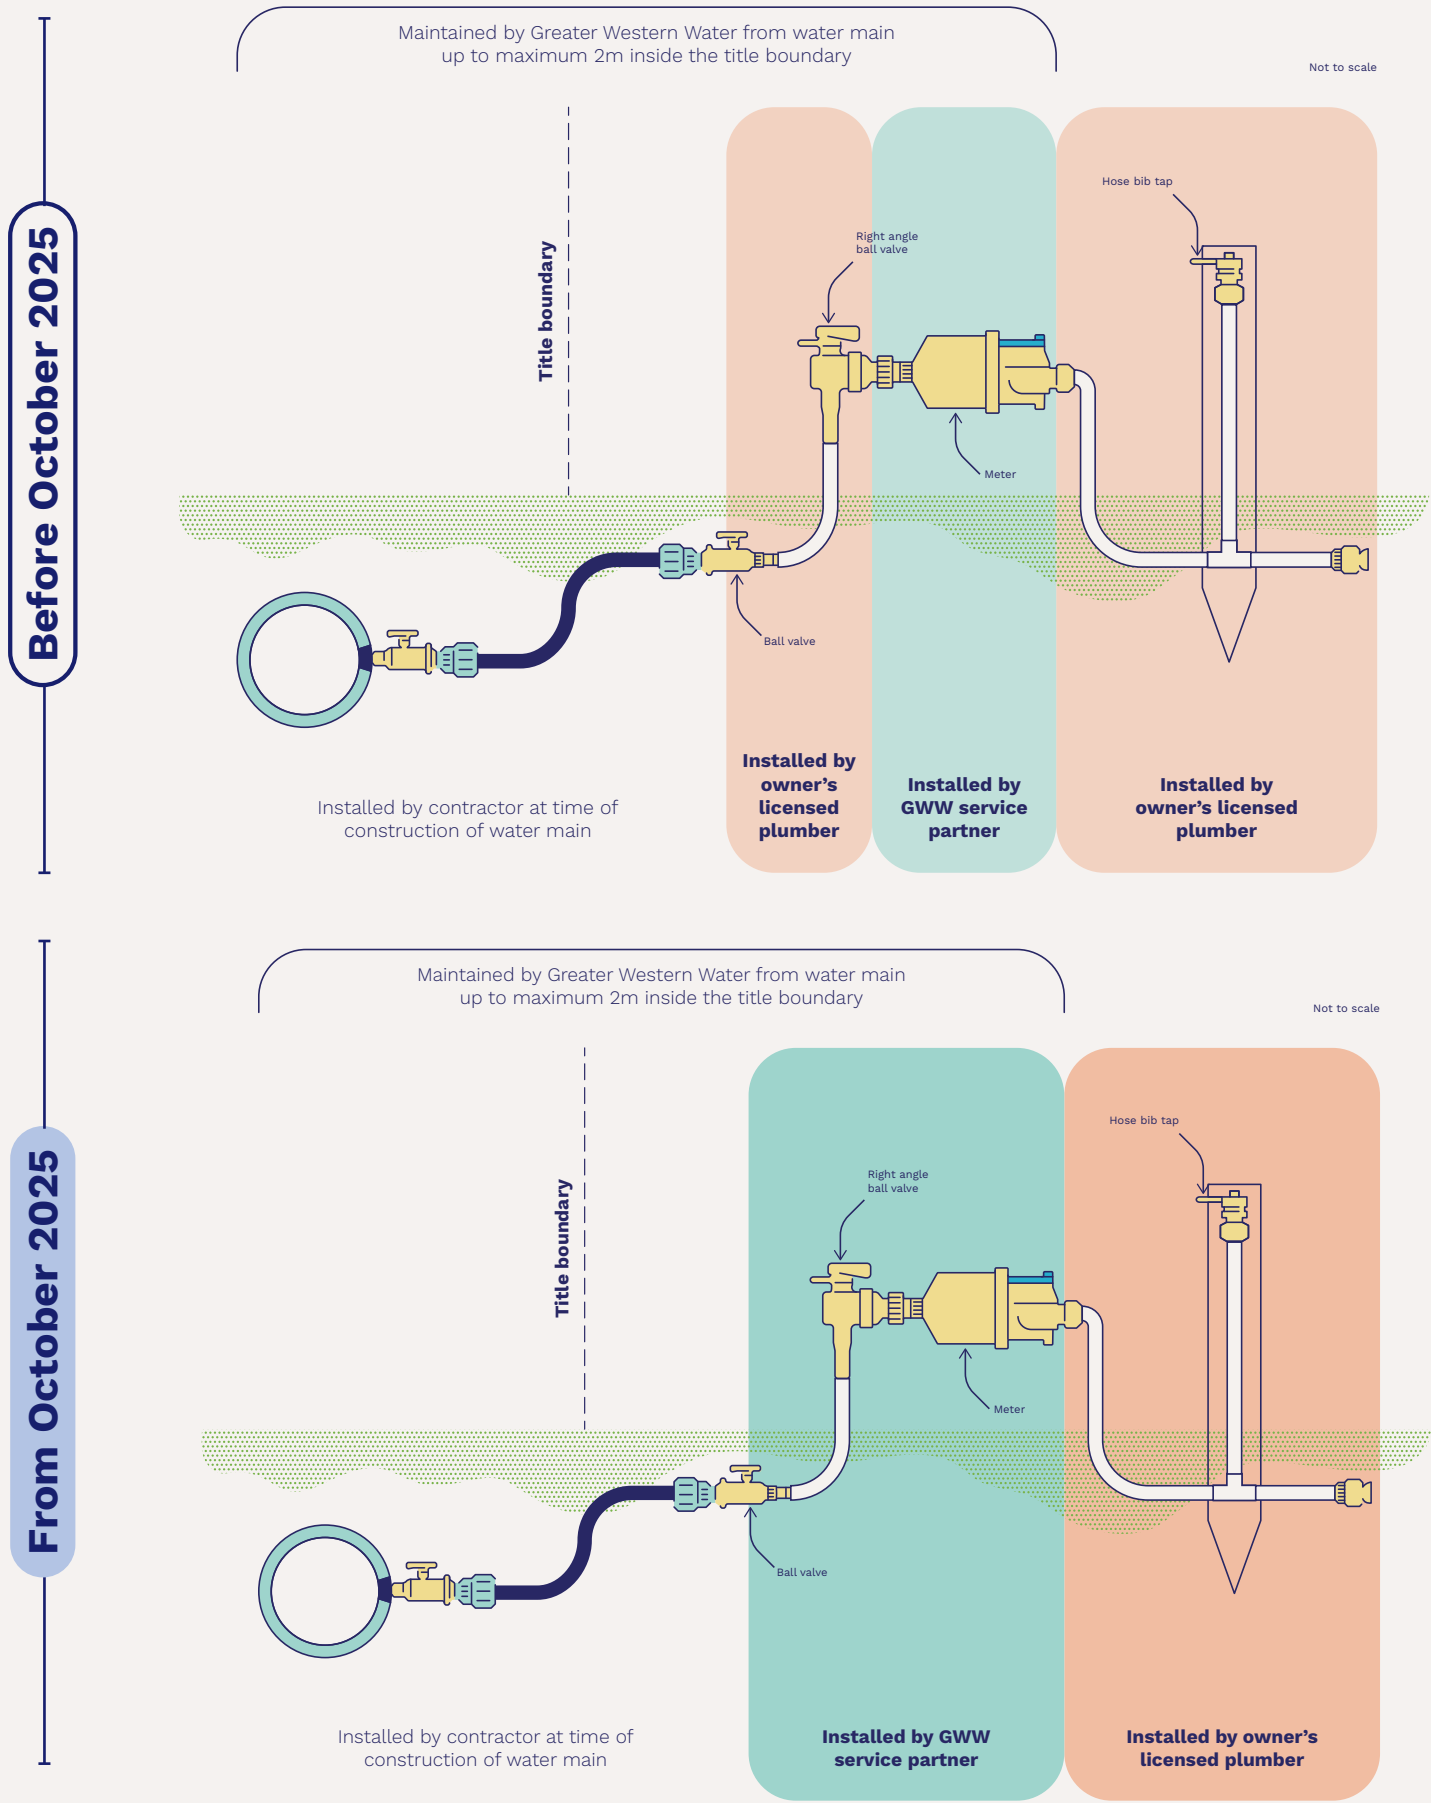 Before October 2025
Maintained by Greater Western Water from water main
up to maximum 2m inside the title boundary
Not to scale
Title boundary
Right angle
ball valve
Hose bib tap
Meter
Ball valve
Installed by contractor at time of
construction of water main
Installed by
owner’s
licensed
plumber
Installed by
GWW service
partner
Installed by
owner’s licensed
plumber
From October 2025
Maintained by Greater Western Water from water main
up to maximum 2m inside the title boundary
Not to scale
Title boundary
Right angle
ball valve
Hose bib tap
Meter
Ball valve
Installed by contractor at time of
construction of water main
Installed by GWW
service partner
Installed by owner’s
licensed plumber